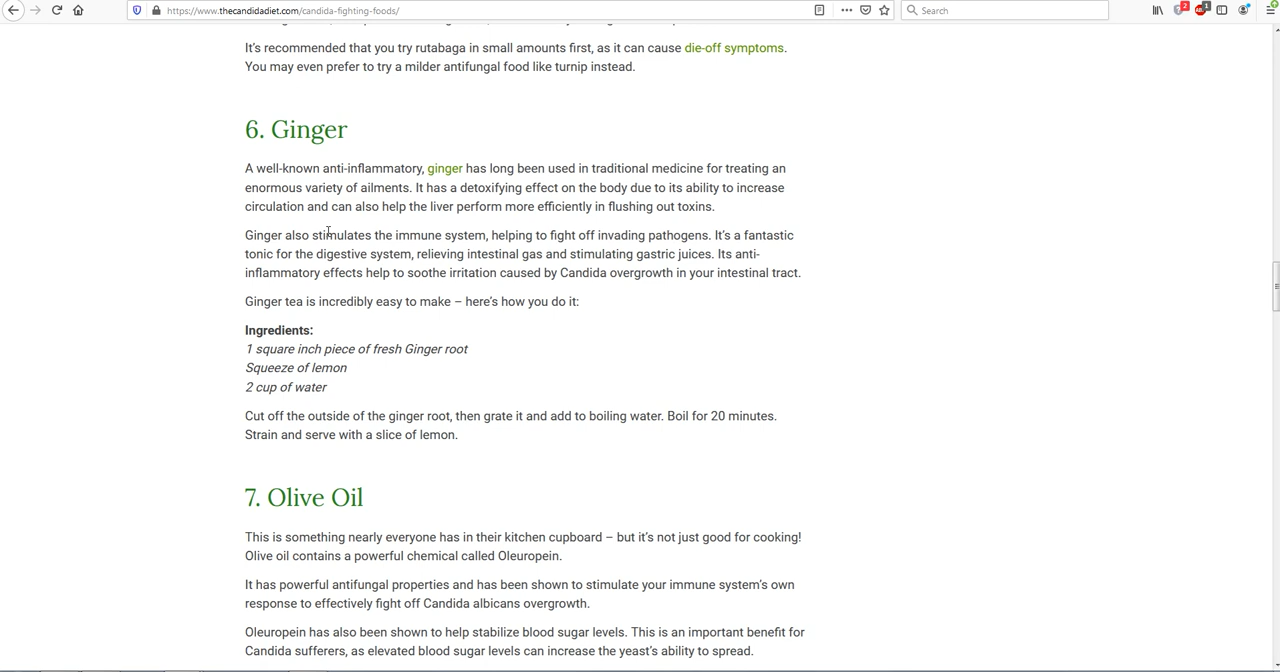 https://www.thecandidadiet.com/candida-fighting-foods/
Search
2
1
It's recommended that you try rutabaga in small amounts first, as it can cause die-off symptoms.
You may even prefer to try a milder antifungal food like turnip instead.
6. Ginger
A well-known anti-inflammatory, ginger has long been used in traditional medicine for treating an
enormous variety of ailments. It has a detoxifying effect on the body due to its ability to increase
circulation and can also help the liver perform more efficiently in flushing out toxins.
Ginger also stimulates the immune system, helping to fight off invading pathogens. It's a fantastic
tonic for the digestive system, relieving intestinal gas and stimulating gastric juices. Its anti-
inflammatory effects help to soothe irritation caused by Candida overgrowth in your intestinal tract.
Ginger tea is incredibly easy to make – here's how you do it:
Ingredients:
1 square inch piece of fresh Ginger root
Squeeze of lemon
2 cup of water
Cut off the outside of the ginger root, then grate it and add to boiling water. Boil for 20 minutes.
Strain and serve with a slice of lemon.
7. Olive Oil
This is something nearly everyone has in their kitchen cupboard – but it's not just good for cooking!
Olive oil contains a powerful chemical called Oleuropein.
It has powerful antifungal properties and has been shown to stimulate your immune system's own
response to effectively fight off Candida albicans overgrowth.
Oleuropein has also been shown to help stabilize blood sugar levels. This is an important benefit for
Candida sufferers, as elevated blood sugar levels can increase the yeast's ability to spread.